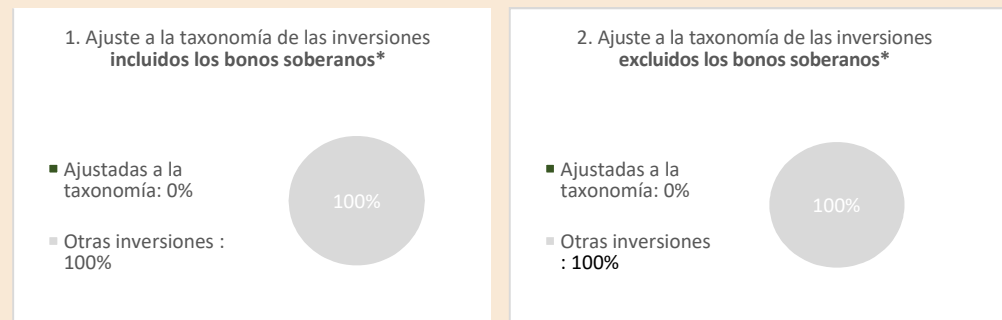 1. Ajuste a la taxonomía de las inversiones
incluidos los bonos soberanos*
Ajustadas a la
taxonomía: 0%
Otras inversiones :
100%
100%
2. Ajuste a la taxonomía de las inversiones
excluidos los bonos soberanos*
Ajustadas a la
taxonomía: 0%
Otras inversiones
: 100%
100%